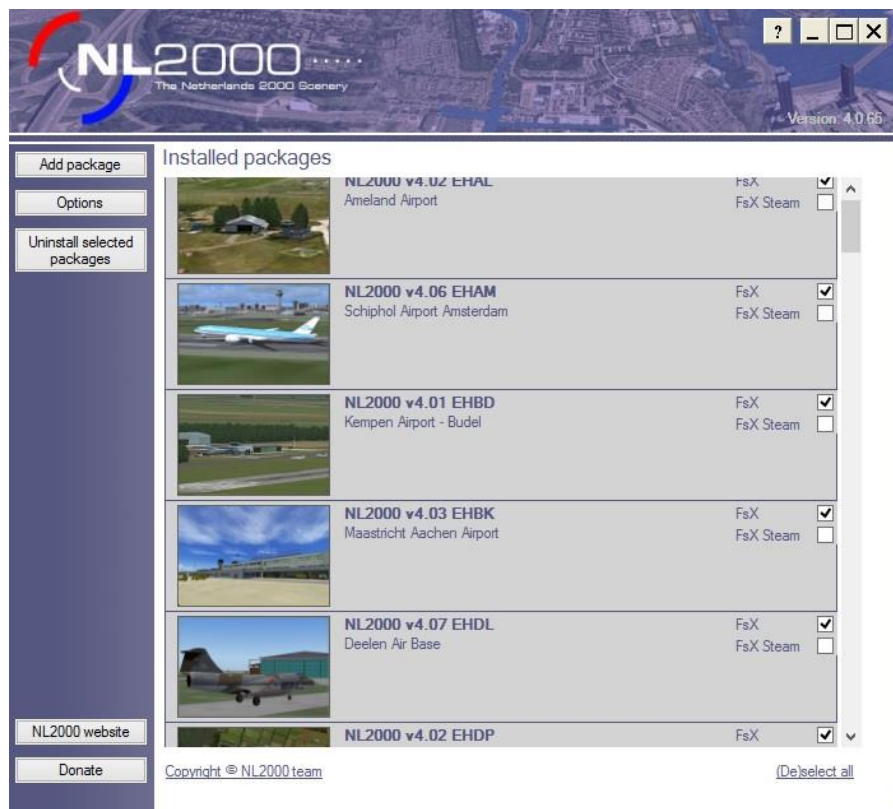 NL2000
The Netherlands 2000 Scenery
?
Version: 4.0.65
Add package
Options
Uninstall selected
packages
NL2000 website
Donate
Installed packages
NL2000 v4.02 EHAL FsX
Ameland Airport FsX Steam
NL2000 v4.06 EHAM FsX
Schiphol Airport Amsterdam FsX Steam
NL2000 v4.01 EHBD FsX
Kempen Airport - Budel FsX Steam
NL2000 v4.03 EHBK FsX
Maastricht Aachen Airport FsX Steam
NL2000 v4.07 EHDL FsX
Deelen Air Base FsX Steam
NL2000 v4.02 EHDP FsX
Copyright © NL2000 team (De)select all